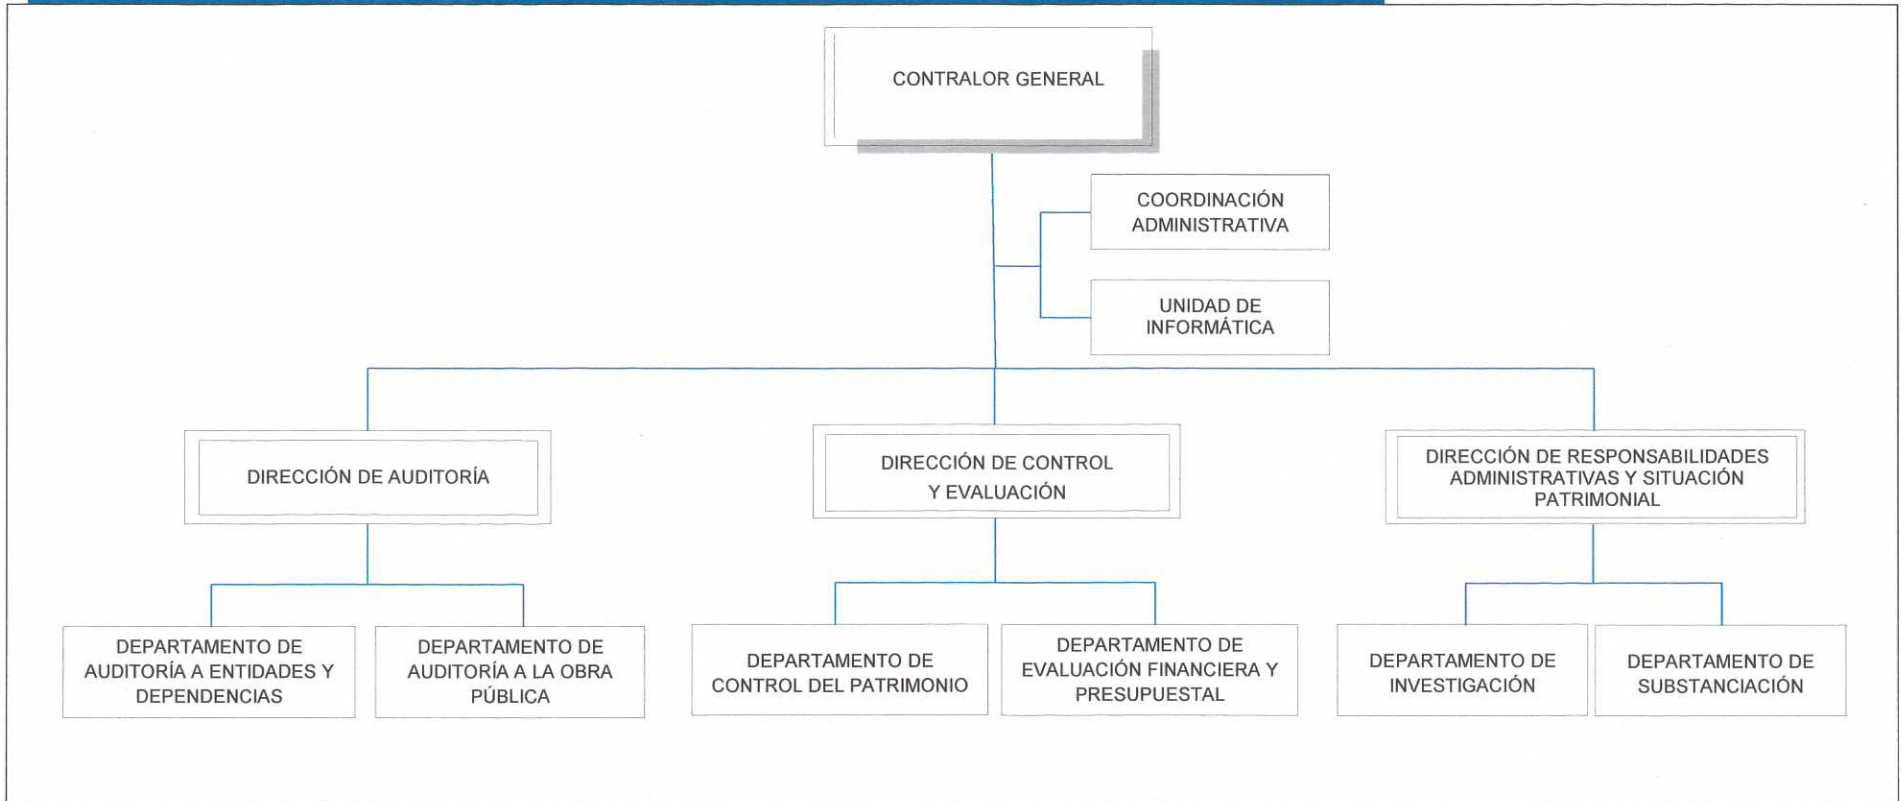 CONTRALOR GENERAL
COORDINACIÓN
ADMINISTRATIVA
UNIDAD DE
INFORMÁTICA
DIRECCIÓN DE AUDITORÍA
DIRECCIÓN DE CONTROL
Y EVALUACIÓN
DIRECCIÓN DE RESPONSABILIDADES
ADMINISTRATIVAS Y SITUACIÓN
PATRIMONIAL
DEPARTAMENTO DE
AUDITORÍA A ENTIDADES Y
DEPENDENCIAS
DEPARTAMENTO DE
AUDITORÍA A LA OBRA
PÚBLICA
DEPARTAMENTO DE
CONTROL DEL PATRIMONIO
DEPARTAMENTO DE
EVALUACIÓN FINANCIERA Y
PRESUPUESTAL
DEPARTAMENTO DE
INVESTIGACIÓN
DEPARTAMENTO DE
SUBSTANCIACIÓN